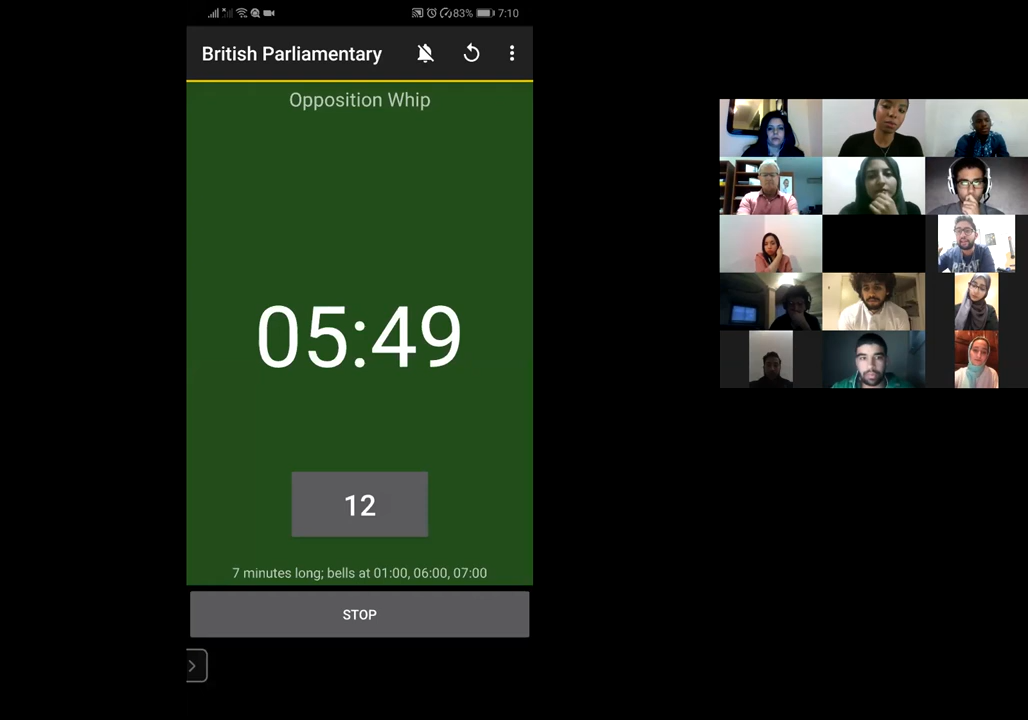 83% 7:10
British Parliamentary
Opposition Whip
05:49
12
7 minutes long; bells at 01:00, 06:00, 07:00
STOP